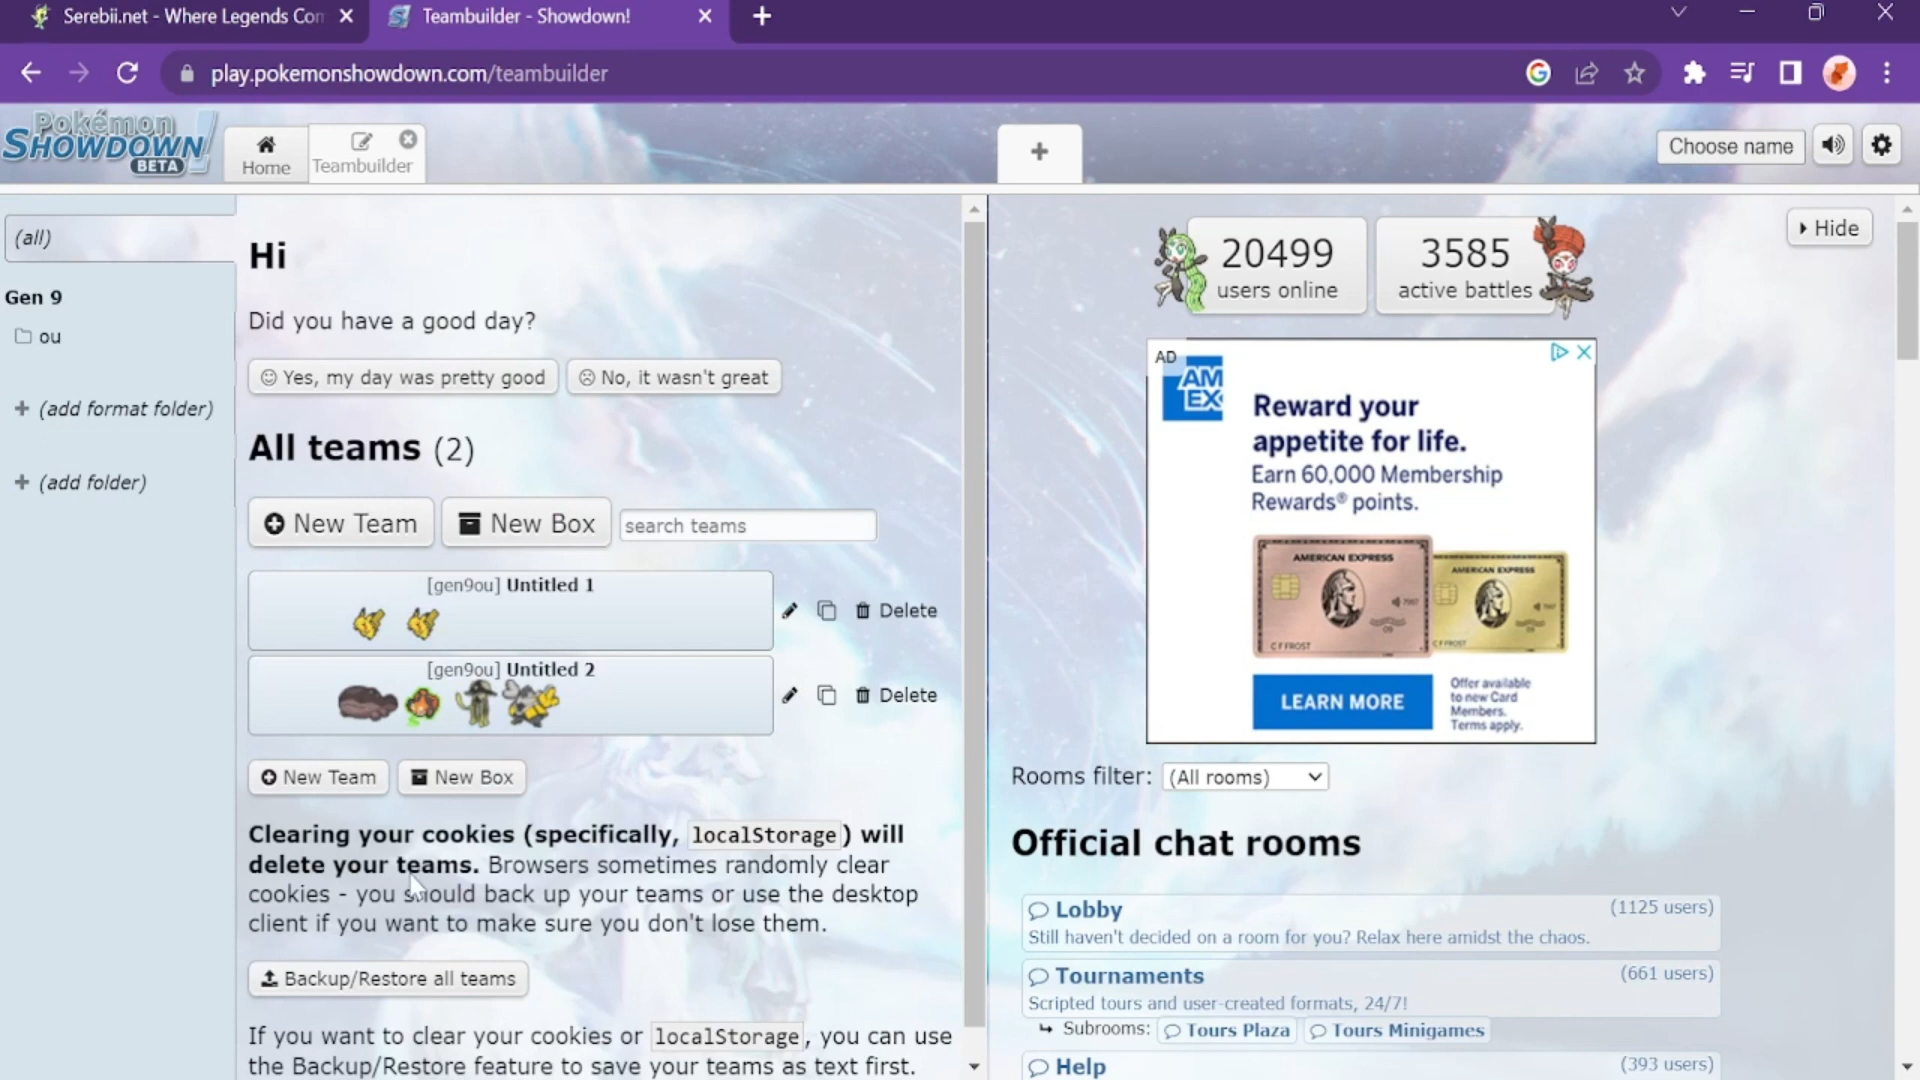 Serebii.net - Where Legends Com
Teambuilder - Showdown!
play.pokemonshowdown.com/teambuilder
Pokémon
SHOWDOWN!
BETA
Home
Teambuilder
Choose name
(all)
Gen 9
ou
(add format folder)
(add folder)
Hi
Did you have a good day?
Yes, my day was pretty good
No, it wasn't great
All teams (2)
New Team
New Box
search teams
[gen9ou] Untitled 1
Delete
[gen9ou] Untitled 2
Delete
New Team
New Box
Clearing your cookies (specifically, localStorage) will
delete your teams. Browsers sometimes randomly clear
cookies - you should back up your teams or use the desktop
client if you want to make sure you don't lose them.
Backup/Restore all teams
If you want to clear your cookies or localStorage, you can use
the Backup/Restore feature to save your teams as text first.
20499
users online
3585
active battles
Hide
AD
AM
EX
Reward your
appetite for life.
Earn 60,000 Membership
Rewards® points.
AMERICAN EXPRESS
C F FROST
AMERICAN EXPRESS
C F FROST
LEARN MORE
Offer available
to new Card
Members.
Terms apply.
Rooms filter: (All rooms)
Official chat rooms
Lobby
(1125 users)
Still haven't decided on a room for you? Relax here amidst the chaos.
Tournaments
(661 users)
Scripted tours and user-created formats, 24/7!
Subrooms: Tours Plaza Tours Minigames
Help
(393 users)